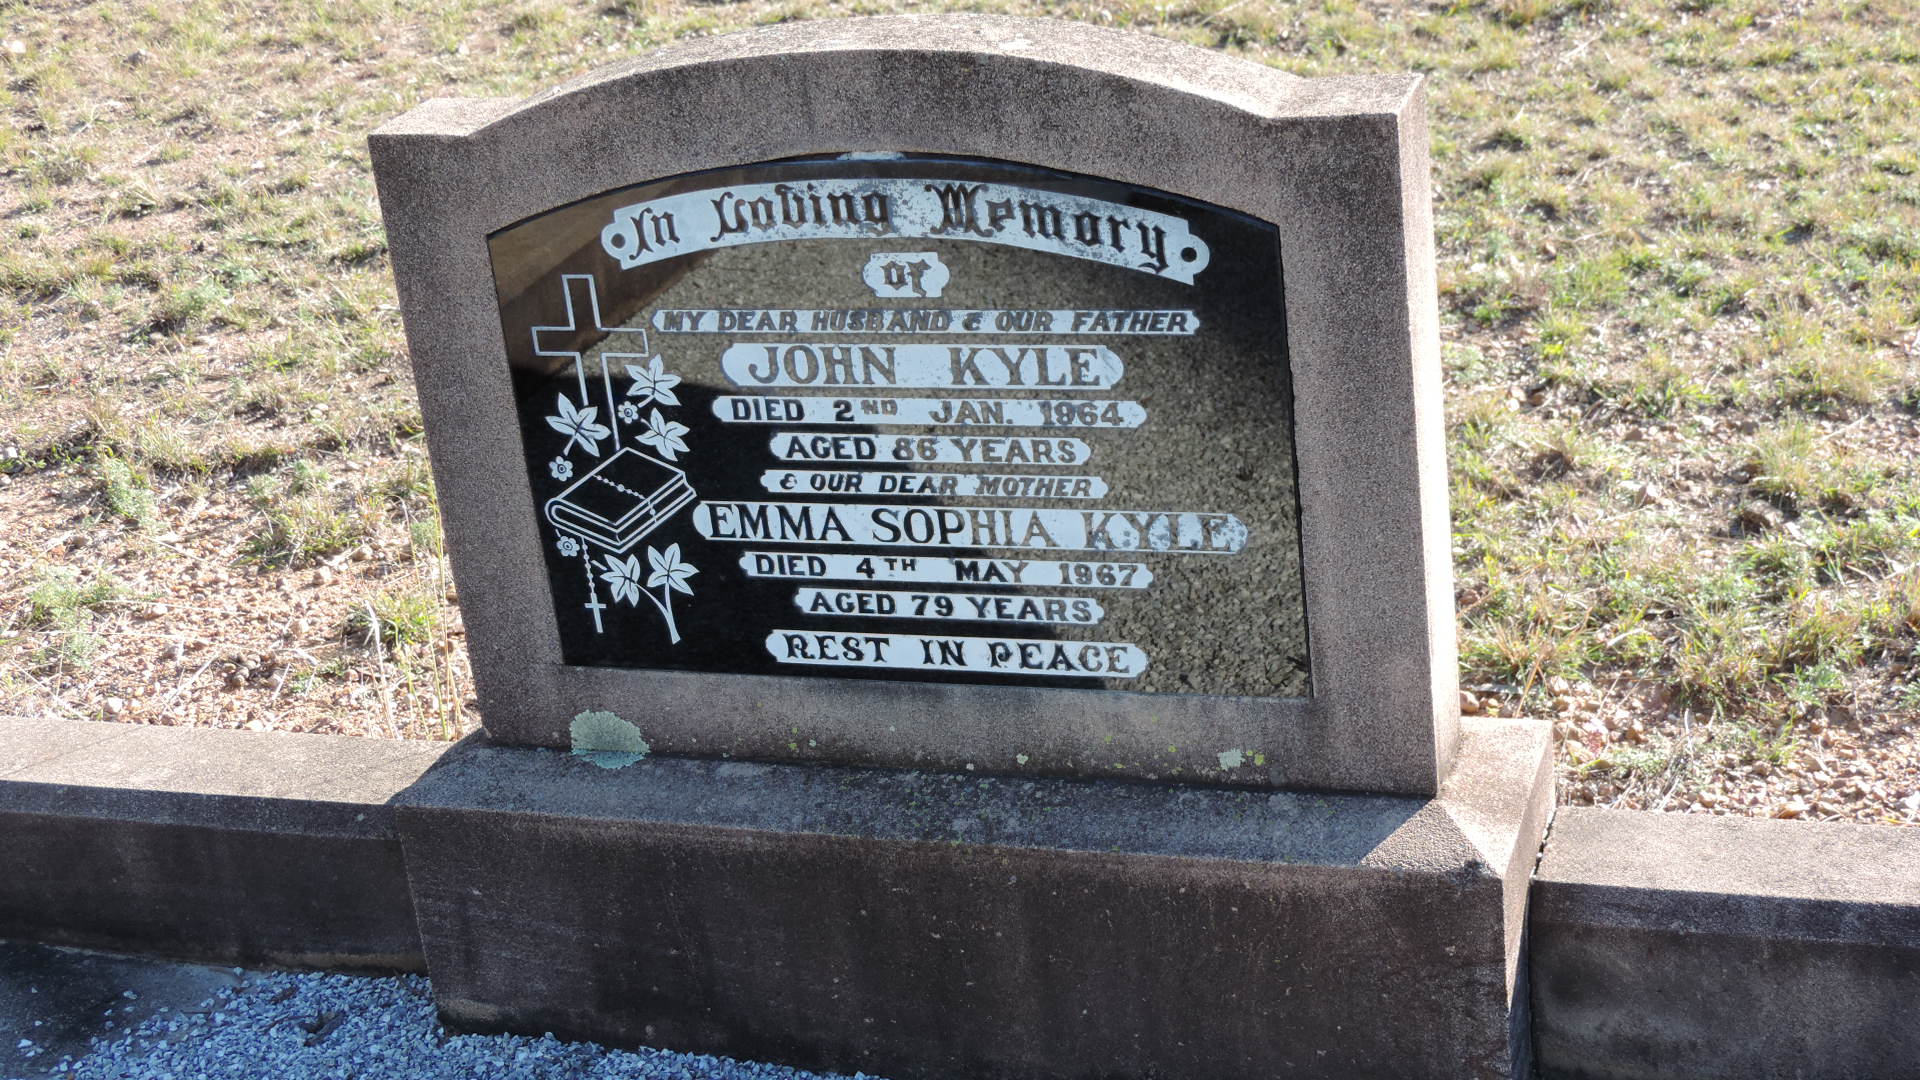 In Loving Memory
of
MY DEAR HUSBAND & OUR FATHER
JOHN KYLE
DIED 2ND JAN. 1964
AGED 86 YEARS
& OUR DEAR MOTHER
EMMA SOPHIA KYLE
DIED 4TH MAY 1967
AGED 79 YEARS
REST IN PEACE